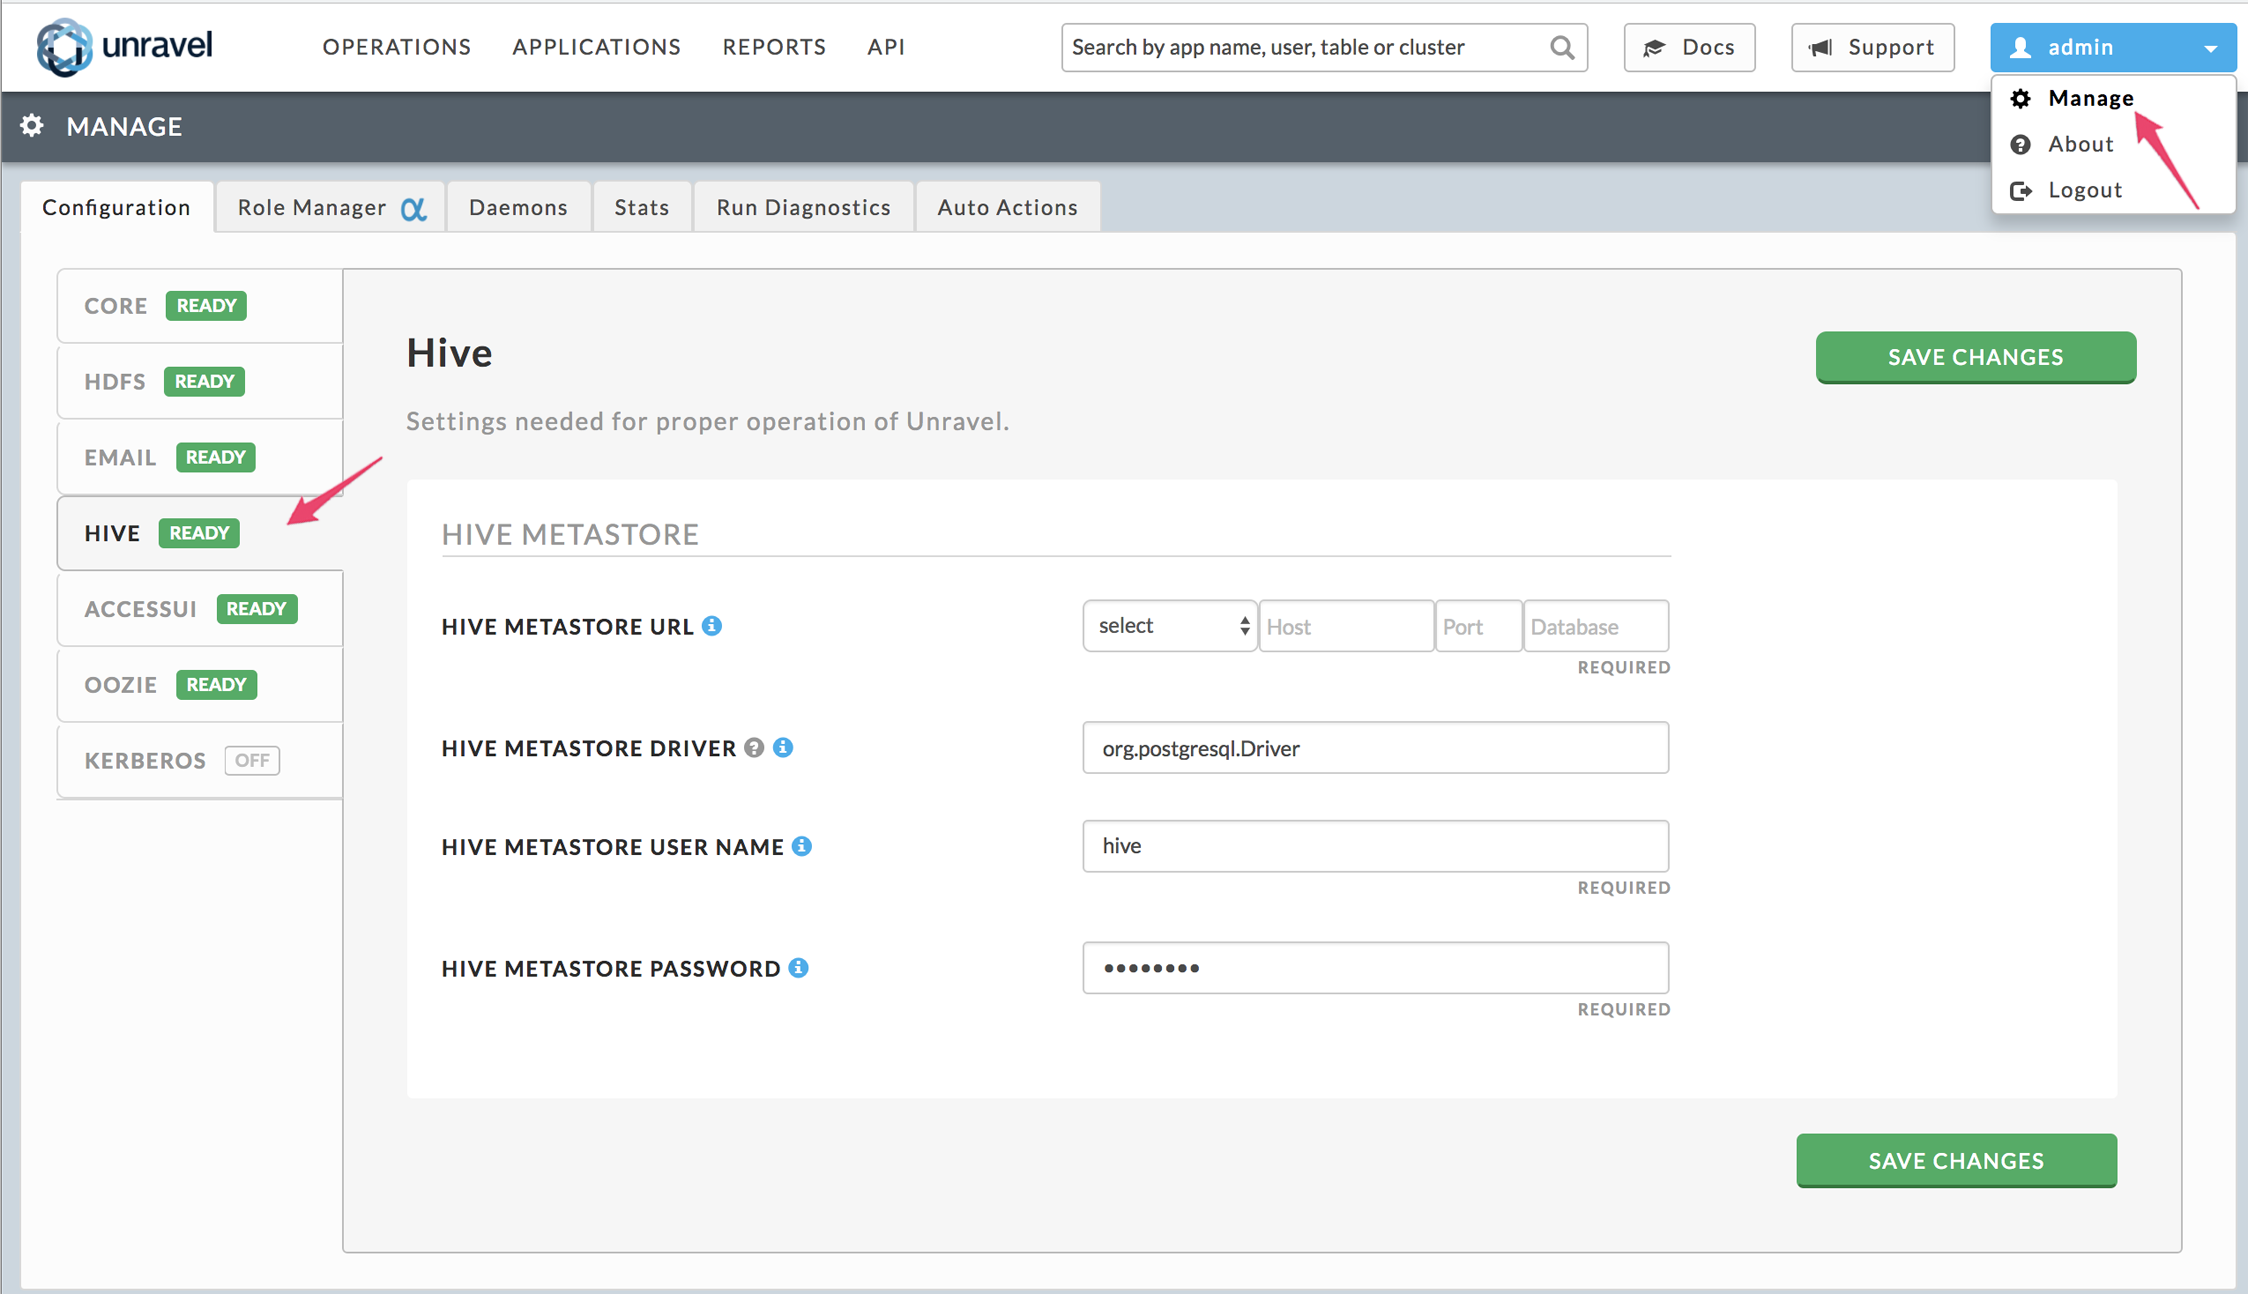 unravel
OPERATIONS APPLICATIONS REPORTS API
Search by app name, user, table or cluster
Docs
Support
admin
Manage
About
Logout
MANAGE
Configuration
Role Manager α
Daemons
Stats
Run Diagnostics
Auto Actions
CORE READY
HDFS READY
EMAIL READY
HIVE READY
ACCESSUI READY
OOZIE READY
KERBEROS OFF
Hive
SAVE CHANGES
Settings needed for proper operation of Unravel.
HIVE METASTORE
HIVE METASTORE URL
select
Host
Port
Database
REQUIRED
HIVE METASTORE DRIVER
org.postgresql.Driver
HIVE METASTORE USER NAME
hive
REQUIRED
HIVE METASTORE PASSWORD
••••••••
REQUIRED
SAVE CHANGES